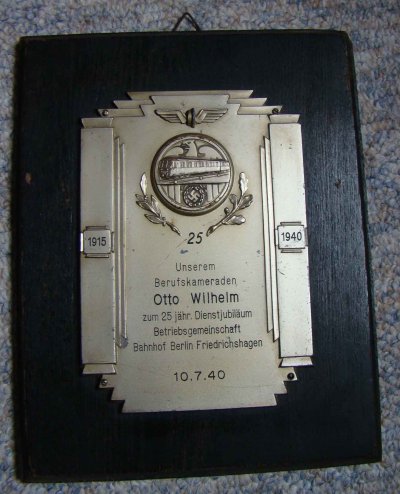 25
1915
1940
Unserem
Berufskameraden
Otto Wilhelm
zum 25 jähr. Dienstjubiläum
Betriebsgemeinschaft
Bahnhof Berlin Friedrichshagen
10.7.40